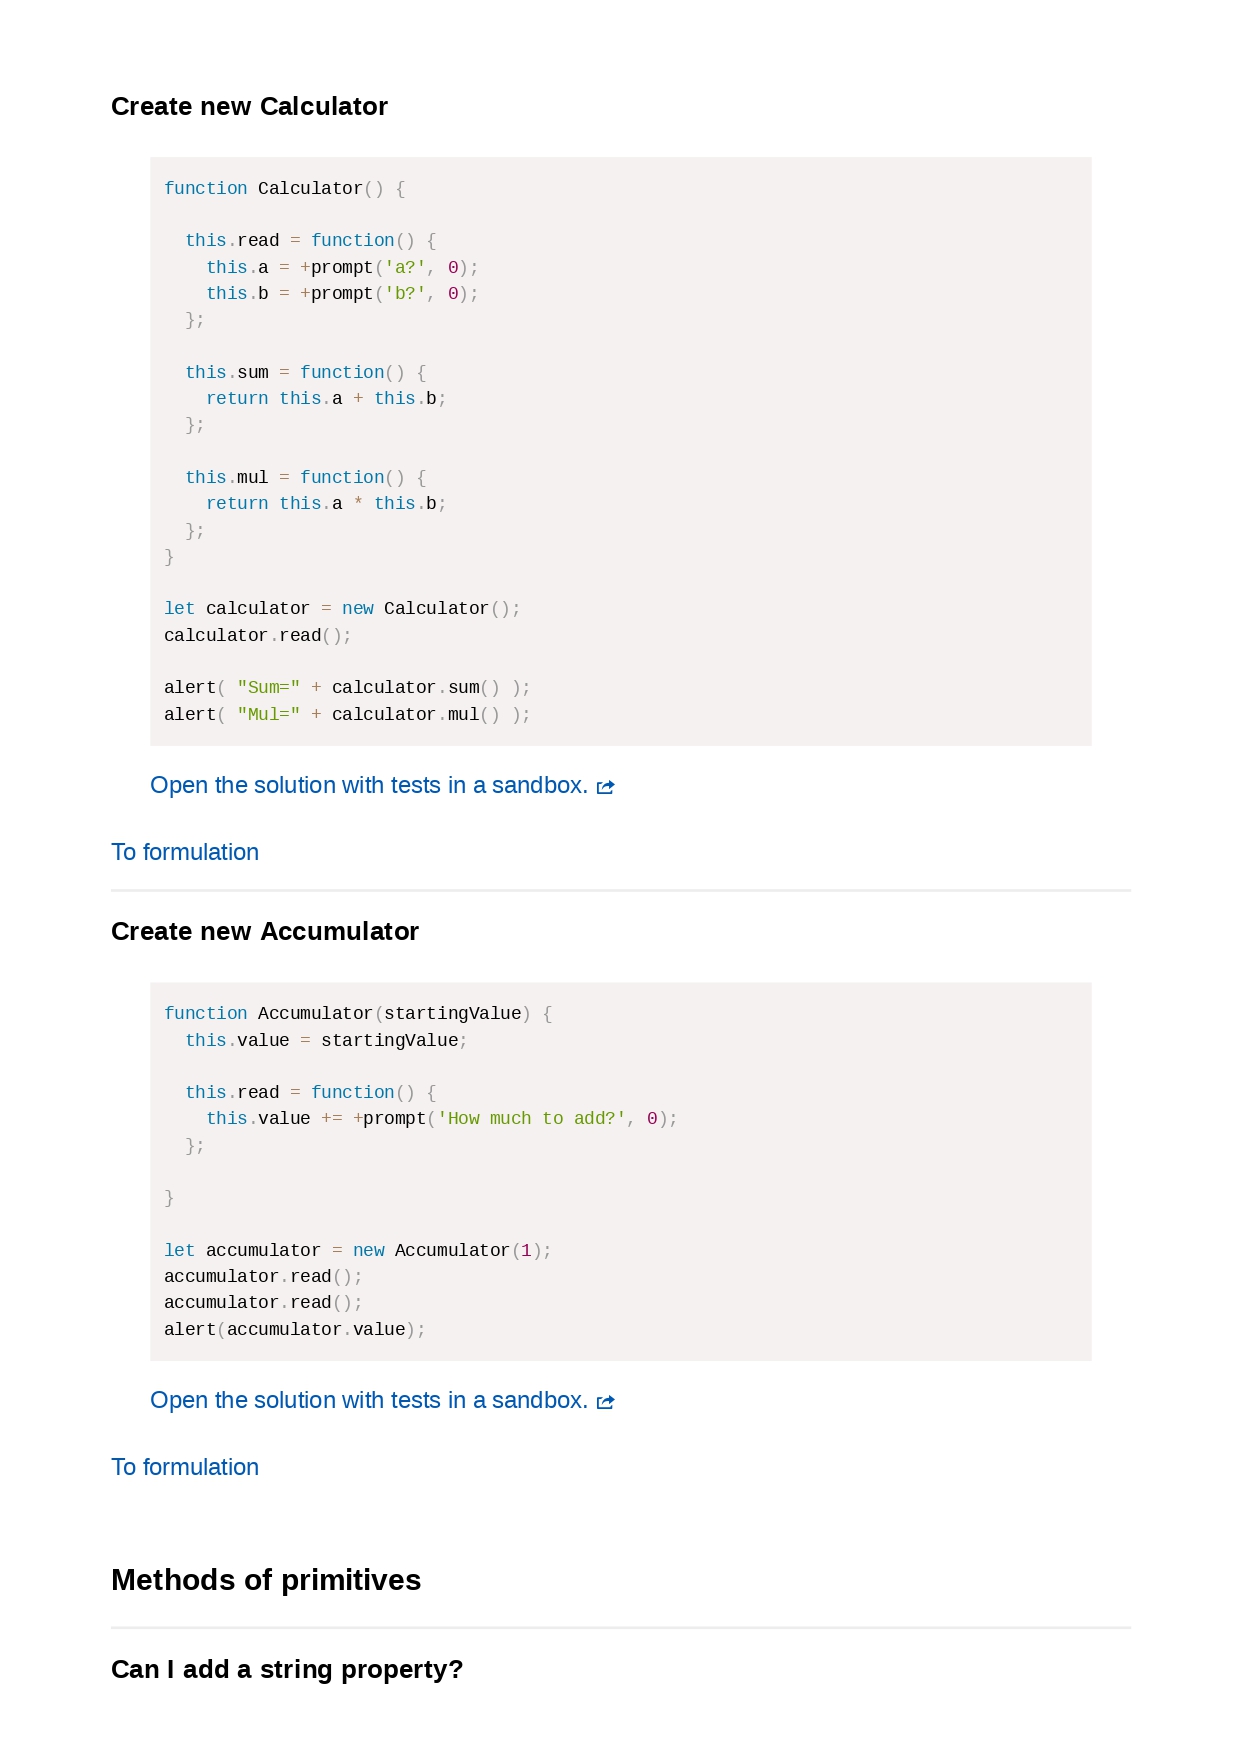 Create new Calculator
function Calculator() {
  this.read = function() {
    this.a = +prompt('a?', 0);
    this.b = +prompt('b?', 0);
  };
  this.sum = function() {
    return this.a + this.b;
  };
  this.mul = function() {
    return this.a * this.b;
  };
}
let calculator = new Calculator();
calculator.read();
alert( "Sum=" + calculator.sum() );
alert( "Mul=" + calculator.mul() );
Open the solution with tests in a sandbox.
To formulation
Create new Accumulator
function Accumulator(startingValue) {
  this.value = startingValue;
  this.read = function() {
    this.value += +prompt('How much to add?', 0);
  };
}
let accumulator = new Accumulator(1);
accumulator.read();
accumulator.read();
alert(accumulator.value);
Open the solution with tests in a sandbox.
To formulation
Methods of primitives
Can I add a string property?